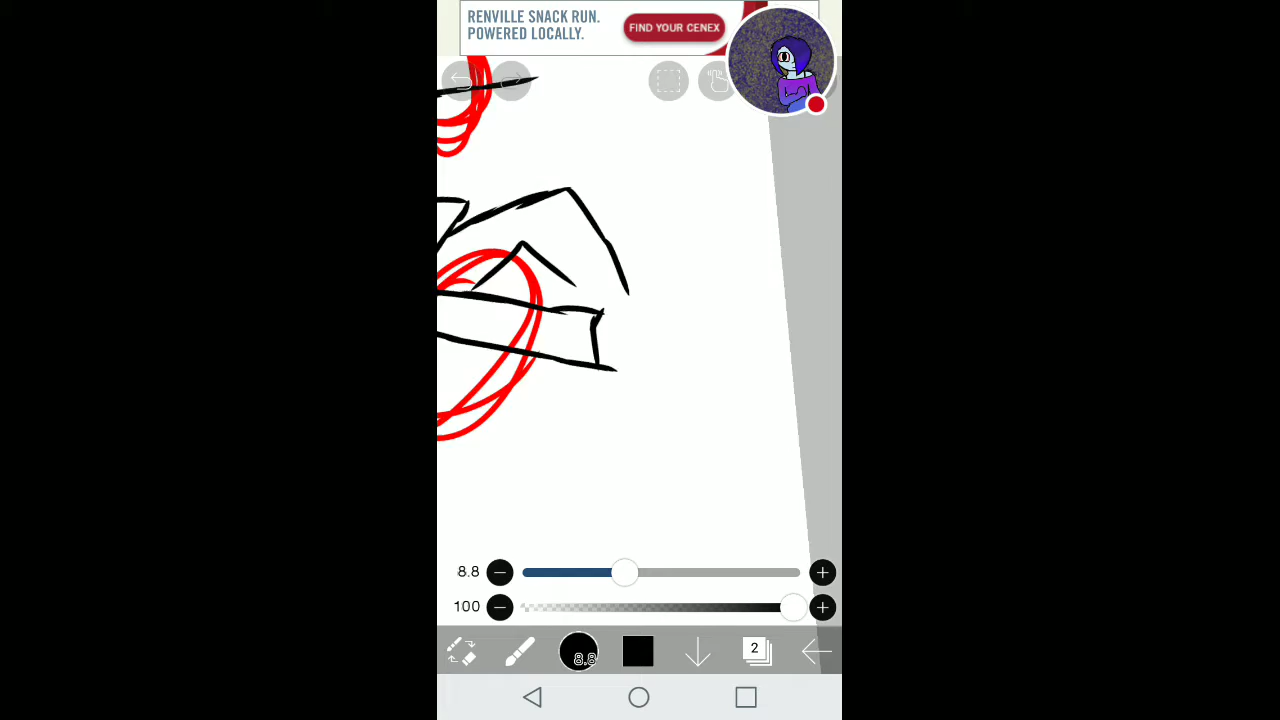 RENVILLE SNACK RUN.
POWERED LOCALLY.
FIND YOUR CENEX
8.8
100
8.8
2